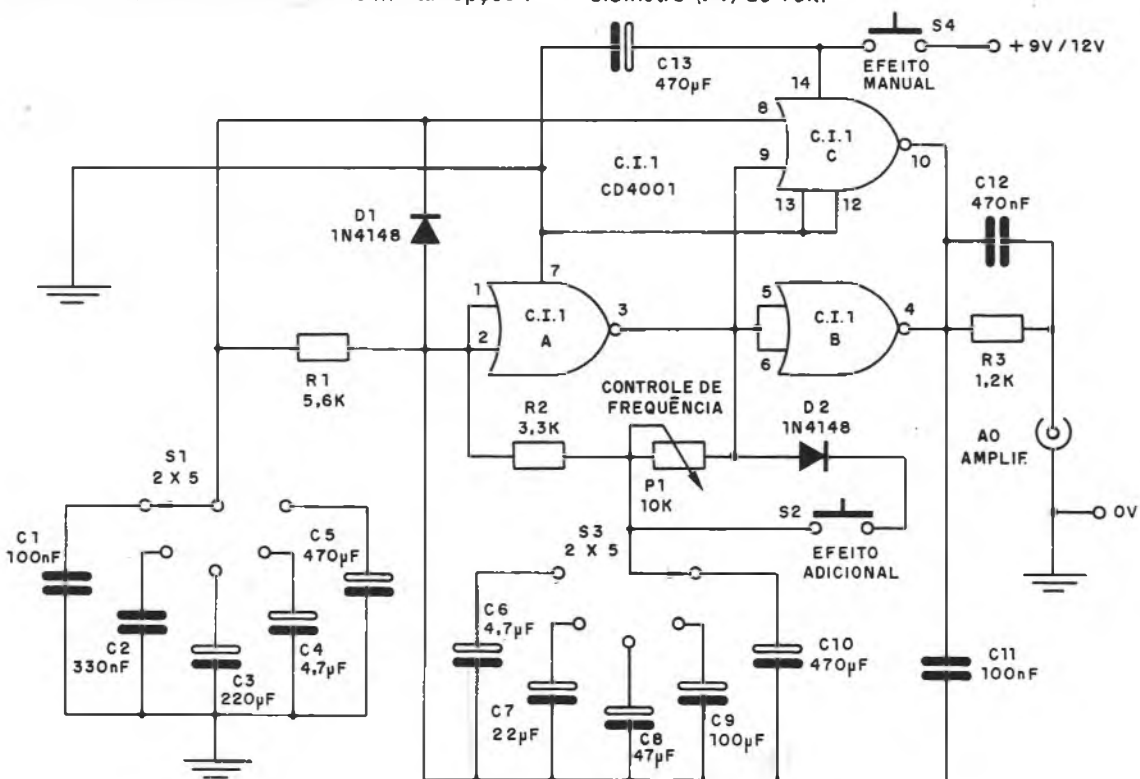 S4
+9V/12V
EFEITO
MANUAL
C13
470µF
14
8
C.I.1
C
9
10
C.I.1
CD4001
13
12
C12
470nF
D1
1N4148
7
1
2
C.I.1
A
3
5
6
C.I.1
B
4
R1
5,6K
R3
1,2K
CONTROLE DE
FREQUÊNCIA
R2
3,3K
D2
1N4148
P1
10K
AO
AMPLIF.
0V
S1
2 X 5
S2
EFEITO
ADICIONAL
S3
2 X 5
C1
100nF
C5
470µF
C2
330nF
C3
220µF
C4
4,7µF
C6
4,7µF
C7
22µF
C8
47µF
C9
100µF
C10
470µF
C11
100nF